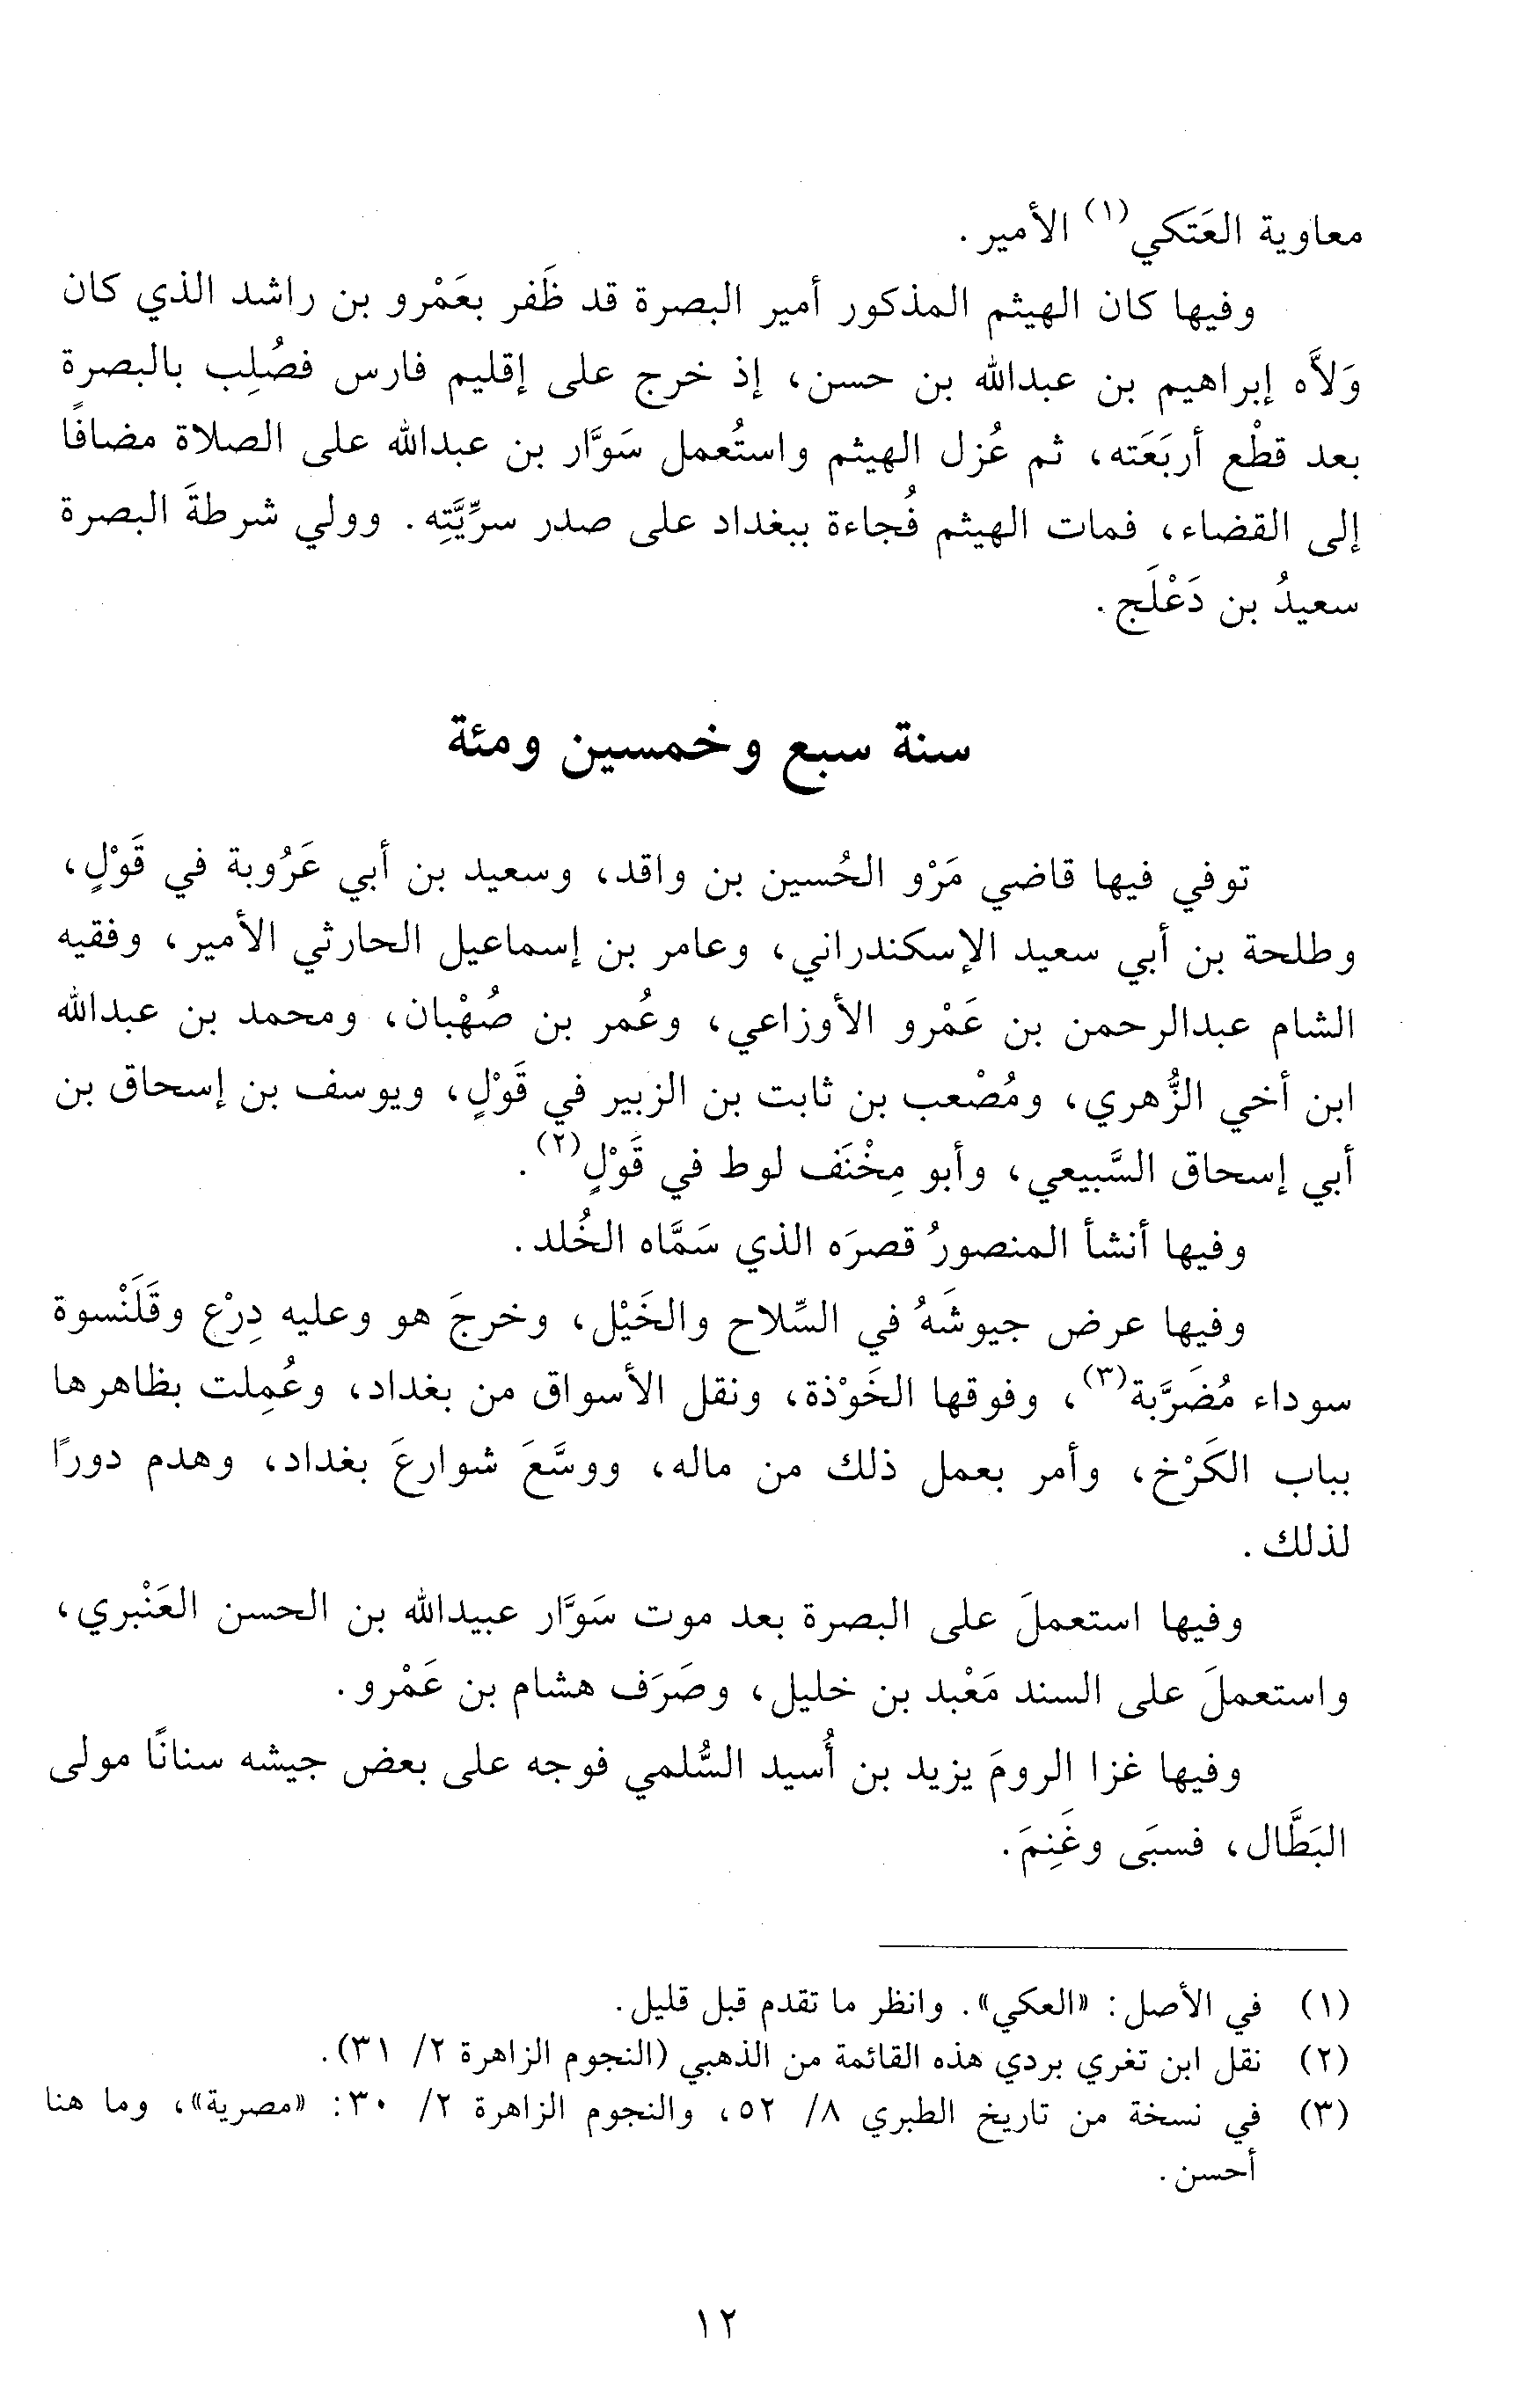 معاوية العَتَكي(١) الأمير.
وفيها كان الهيثم المذكور أمير البصرة قد ظَفر بعَمْرو بن راشد الذي كان
وَلاَّه إبراهيم بن عبدالله بن حسن، إذ خرج على إقليم فارس فصُلِب بالبصرة
بعد قطْع أربَعَته، ثم عُزل الهيثم واستُعمل سَوَّار بن عبدالله على الصلاة مضافًا
إلى القضاء، فمات الهيثم فُجاءة ببغداد على صدر سرِّيَّتِه. وولي شرطةَ البصرة
سعيدُ بن دَعْلَج.
سنة سبع وخمسين ومئة
توفي فيها قاضي مَرْو الحُسين بن واقد، وسعيد بن أبي عَرُوبة في قَوْلٍ،
وطلحة بن أبي سعيد الإسكندراني، وعامر بن إسماعيل الحارثي الأمير، وفقيه
الشام عبدالرحمن بن عَمْرو الأوزاعي، وعُمر بن صُهْبان، ومحمد بن عبدالله
ابن أخي الزُّهري، ومُصْعب بن ثابت بن الزبير في قَوْلٍ، ويوسف بن إسحاق بن
أبي إسحاق السَّبيعي، وأبو مِخْنَف لوط في قَوْلٍ(٢).
وفيها أنشأ المنصورُ قصرَه الذي سَمَّاه الخُلد.
وفيها عرض جيوشَهُ في السِّلاح والخَيْل، وخرجَ هو وعليه دِرْع وقَلَنْسوة
سوداء مُضَرَّبة(٣)، وفوقها الخَوْذة، ونقل الأسواق من بغداد، وعُمِلت بظاهرها
بباب الكَرْخ، وأمر بعمل ذلك من ماله، ووسَّعَ شوارعَ بغداد، وهدم دورًا
لذلك.
وفيها استعملَ على البصرة بعد موت سَوَّار عبيدالله بن الحسن العَنْبري،
واستعملَ على السند مَعْبد بن خليل، وصَرَف هشام بن عَمْرو.
وفيها غزا الرومَ يزيد بن أُسيد السُّلمي فوجه على بعض جيشه سنانًا مولى
البَطَّال، فسبَى وغَنِمَ.
(١) في الأصل: «العكي». وانظر ما تقدم قبل قليل.
(٢) نقل ابن تغري بردي هذه القائمة من الذهبي (النجوم الزاهرة ٢/ ٣١).
(٣) في نسخة من تاريخ الطبري ٨/ ٥٢، والنجوم الزاهرة ٢/ ٣٠: «مصرية»، وما هنا
أحسن.
١٢